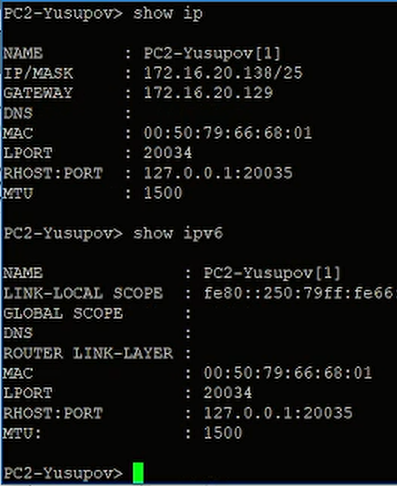 PC2-Yusupov> show ip
NAME : PC2-Yusupov[1]
IP/MASK : 172.16.20.138/25
GATEWAY : 172.16.20.129
DNS :
MAC : 00:50:79:66:68:01
LPORT : 20034
RHOST:PORT : 127.0.0.1:20035
MTU : 1500
PC2-Yusupov> show ipv6
NAME : PC2-Yusupov[1]
LINK-LOCAL SCOPE : fe80::250:79ff:fe66:
GLOBAL SCOPE :
DNS :
ROUTER LINK-LAYER :
MAC : 00:50:79:66:68:01
LPORT : 20034
RHOST:PORT : 127.0.0.1:20035
MTU: : 1500
PC2-Yusupov>